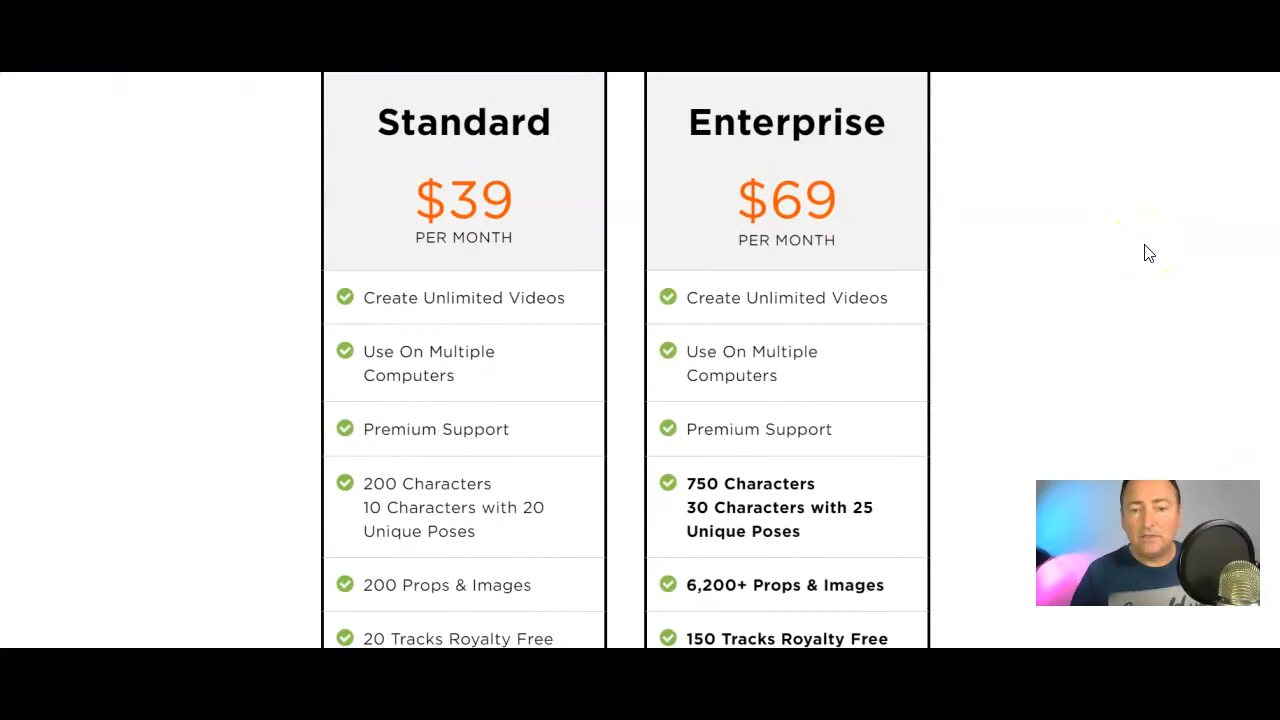 Standard
$39
PER MONTH
Create Unlimited Videos
Use On Multiple
Computers
Premium Support
200 Characters
10 Characters with 20
Unique Poses
200 Props & Images
20 Tracks Royalty Free
Enterprise
$69
PER MONTH
Create Unlimited Videos
Use On Multiple
Computers
Premium Support
750 Characters
30 Characters with 25
Unique Poses
6,200+ Props & Images
150 Tracks Royalty Free